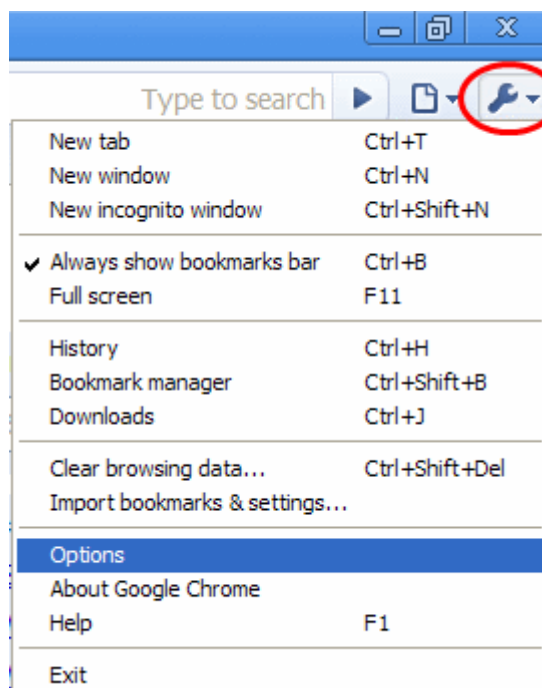 Type to search
New tab Ctrl+T
New window Ctrl+N
New incognito window Ctrl+Shift+N
Always show bookmarks bar Ctrl+B
Full screen F11
History Ctrl+H
Bookmark manager Ctrl+Shift+B
Downloads Ctrl+J
Clear browsing data... Ctrl+Shift+Del
Import bookmarks & settings...
Options
About Google Chrome
Help F1
Exit